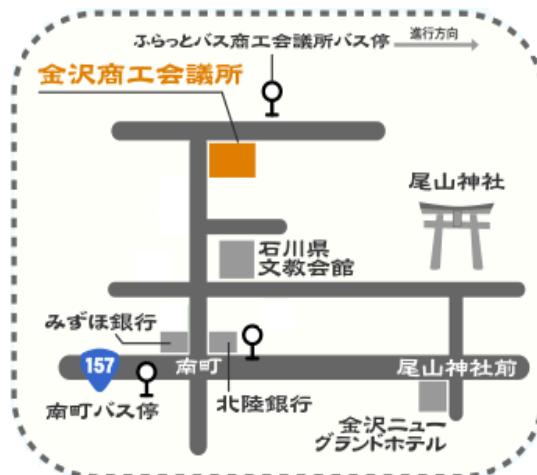 ふらっとバス商工会議所バス停
進行方向
金沢商工会議所
尾山神社
石川県
文教会館
みずほ銀行
157
南町
尾山神社前
南町バス停
北陸銀行
金沢ニュー
グランドホテル